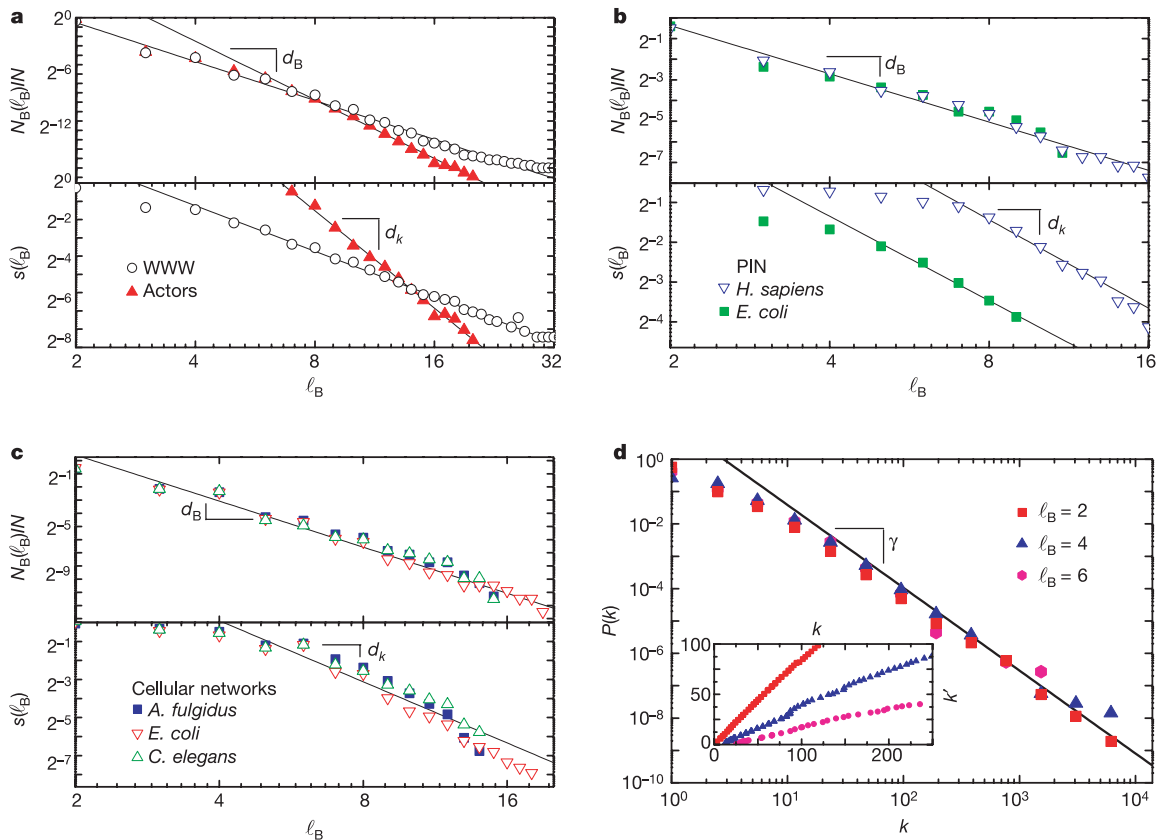 a
2^0
2^-6
2^-12
2^0
N_B(ℓ_B)/N
d_B
2^-2
2^-4
2^-6
2^-8
s(ℓ_B)
d_k
WWW
Actors
2 4 8 16 32
ℓ_B
b
2^-1
2^-3
2^-5
2^-7
N_B(ℓ_B)/N
d_B
2^-1
2^-2
2^-4
s(ℓ_B)
d_k
PIN
H. sapiens
E. coli
2 4 8 16
ℓ_B
c
2^-1
2^-5
2^-9
N_B(ℓ_B)/N
d_B
2^-1
2^-2
2^-5
2^-7
s(ℓ_B)
d_k
Cellular networks
A. fulgidus
E. coli
C. elegans
2 4 8 16
ℓ_B
d
10^0
10^-2
10^-4
10^-6
10^-8
10^-10
P(k)
γ
ℓ_B = 2
ℓ_B = 4
ℓ_B = 6
k
100
50
0
k'
0 100 200
10^0 10^1 10^2 10^3 10^4
k